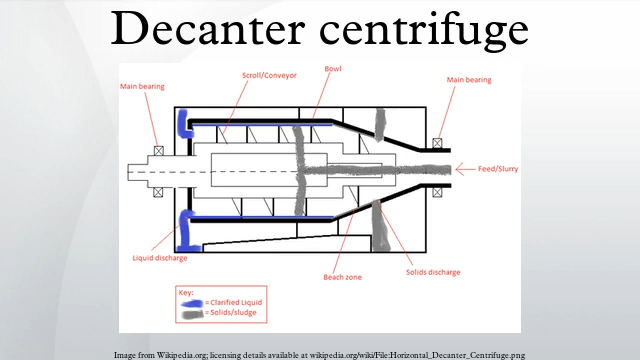 Decanter centrifuge
Bowl
Scroll/Conveyor
Main bearing
Main bearing
Feed/Slurry
Liquid discharge
Solids discharge
Beach zone
Key:
= Clarified Liquid
= Solids/sludge
Image from Wikipedia.org; licensing details available at wikipedia.org/wiki/File:Horizontal_Decanter_Centrifuge.png